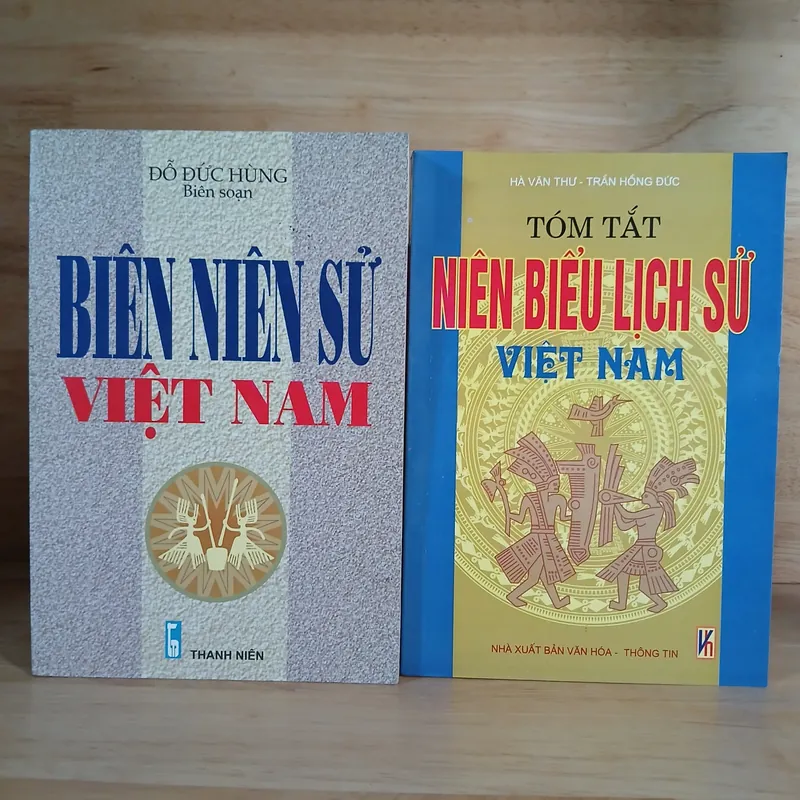 ĐỖ ĐỨC HÙNG
Biên soạn
BIÊN NIÊN SỬ
VIỆT NAM
THANH NIÊN
HÀ VĂN THƯ - TRẦN HỒNG ĐỨC
TÓM TẮT
NIÊN BIỂU LỊCH SỬ
VIỆT NAM
NHÀ XUẤT BẢN VĂN HÓA - THÔNG TIN